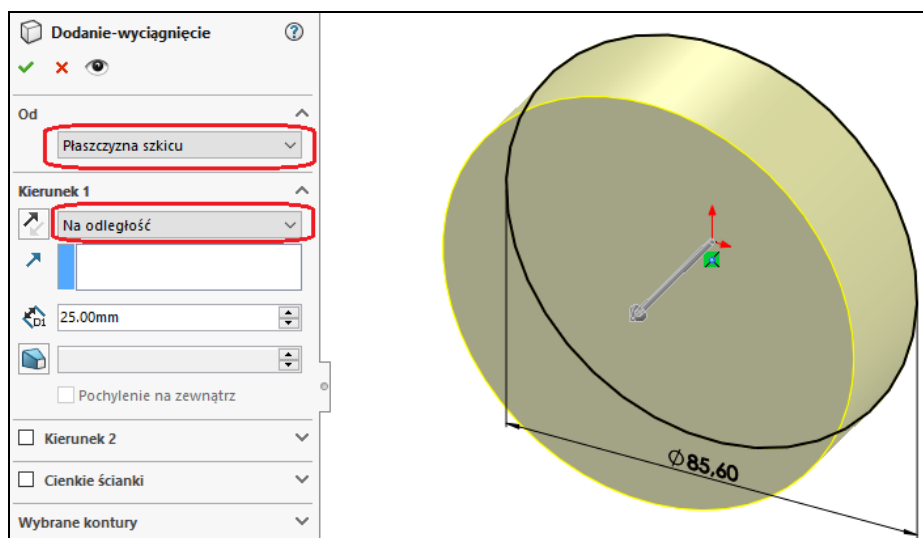 Dodanie-wyciągnięcie
Od
Płaszczyzna szkicu
Kierunek 1
Na odległość
D1 25.00mm
Pochylenie na zewnątrz
Kierunek 2
Cienkie ścianki
Wybrane kontury
Ø85,60